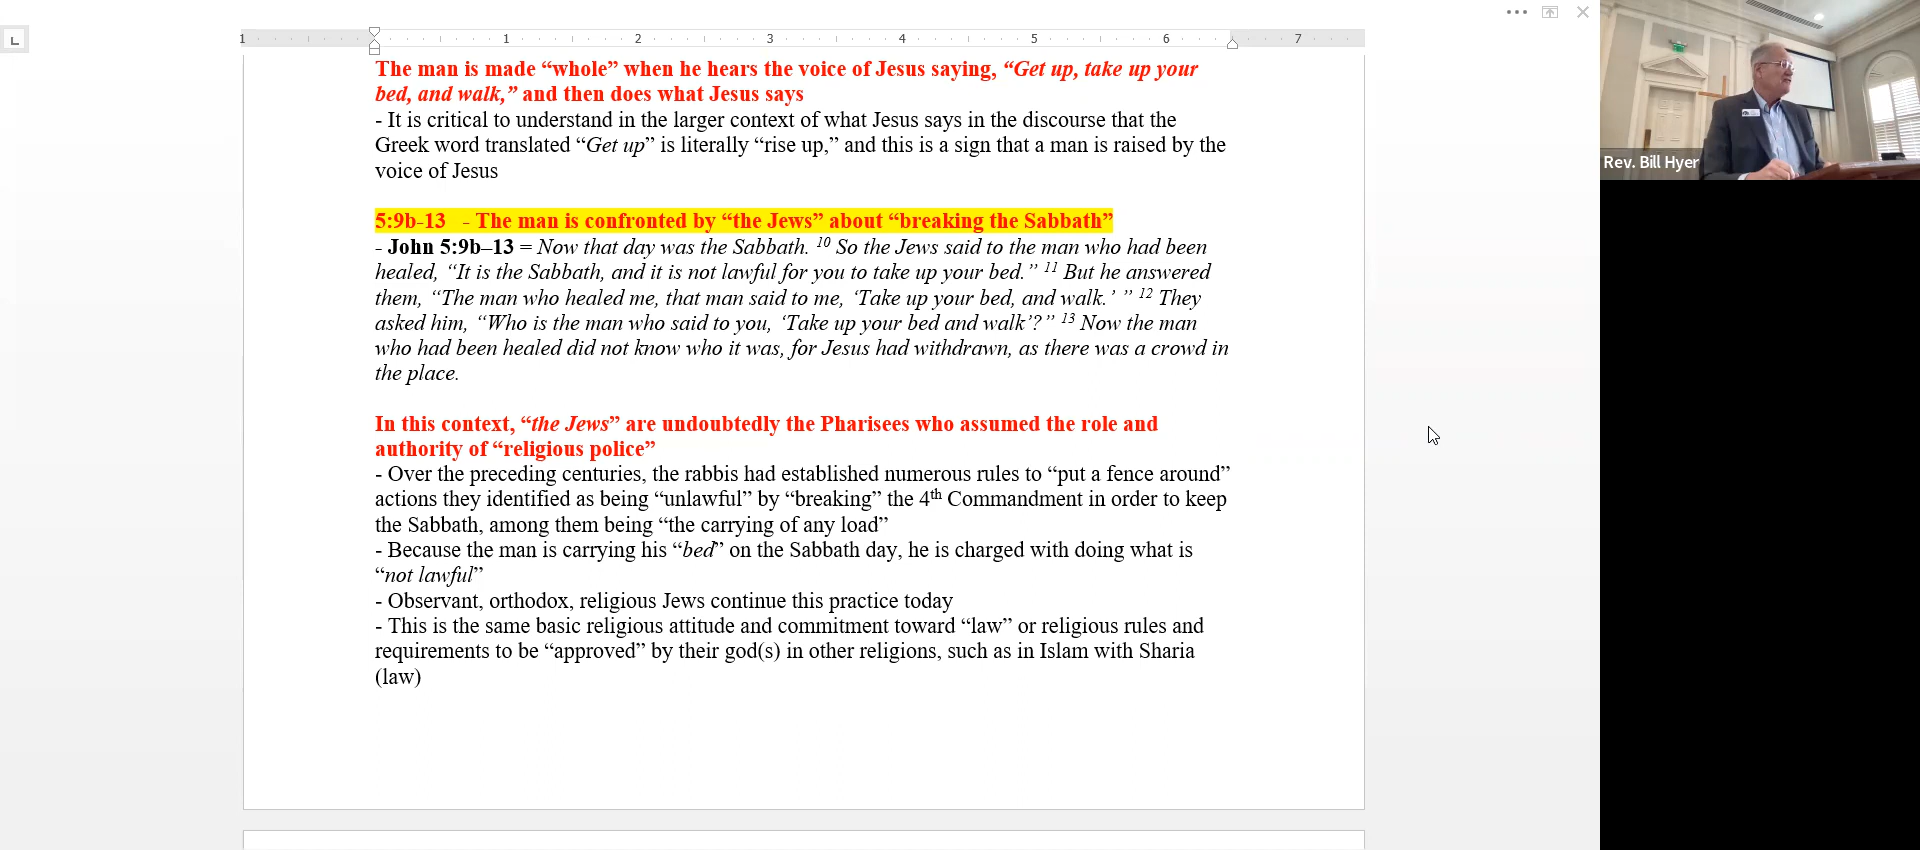 1 1 2 3 4 5 6 7
The man is made “whole” when he hears the voice of Jesus saying, “Get up, take up your
bed, and walk,” and then does what Jesus says
- It is critical to understand in the larger context of what Jesus says in the discourse that the
Greek word translated “Get up” is literally “rise up,” and this is a sign that a man is raised by the
voice of Jesus
5:9b-13 - The man is confronted by “the Jews” about “breaking the Sabbath”
- John 5:9b–13 = Now that day was the Sabbath. 10 So the Jews said to the man who had been
healed, “It is the Sabbath, and it is not lawful for you to take up your bed.” 11 But he answered
them, “The man who healed me, that man said to me, ‘Take up your bed, and walk.’ ” 12 They
asked him, “Who is the man who said to you, ‘Take up your bed and walk’?” 13 Now the man
who had been healed did not know who it was, for Jesus had withdrawn, as there was a crowd in
the place.
In this context, “the Jews” are undoubtedly the Pharisees who assumed the role and
authority of “religious police”
- Over the preceding centuries, the rabbis had established numerous rules to “put a fence around”
actions they identified as being “unlawful” by “breaking” the 4th Commandment in order to keep
the Sabbath, among them being “the carrying of any load”
- Because the man is carrying his “bed” on the Sabbath day, he is charged with doing what is
“not lawful”
- Observant, orthodox, religious Jews continue this practice today
- This is the same basic religious attitude and commitment toward “law” or religious rules and
requirements to be “approved” by their god(s) in other religions, such as in Islam with Sharia
(law)
Rev. Bill Hyer